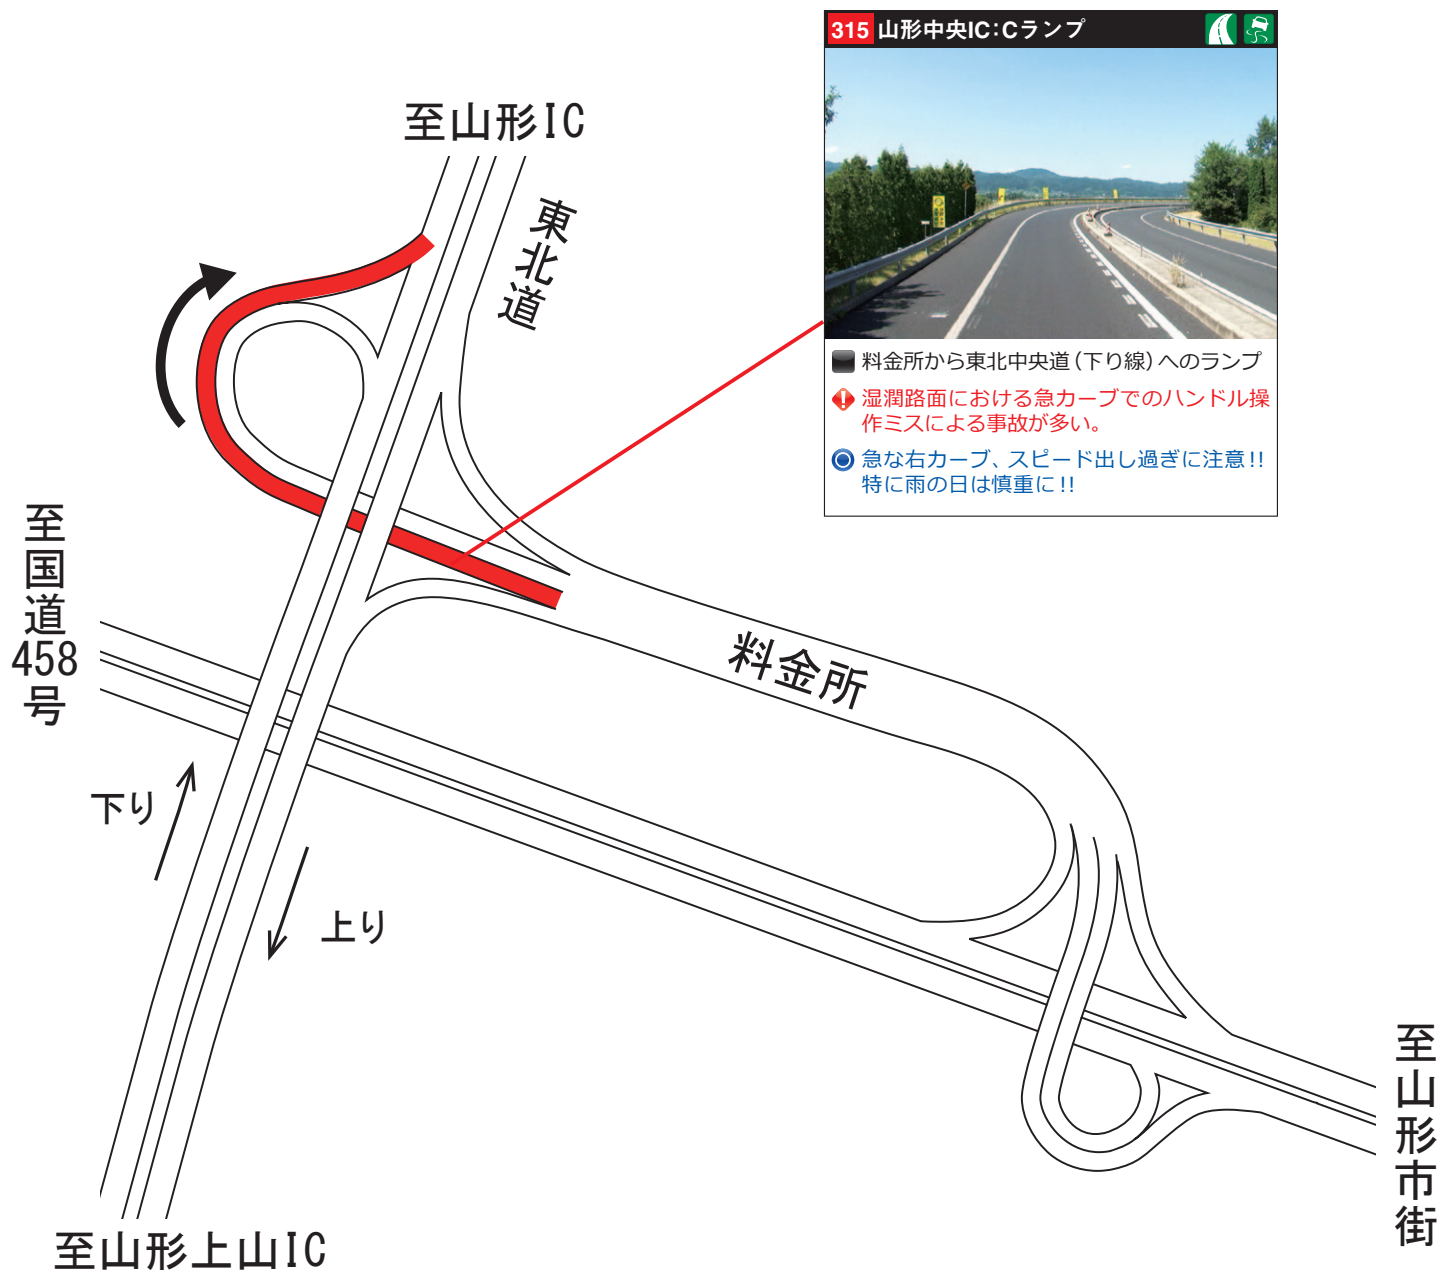 315 山形中央IC：Cランプ
料金所から東北中央道（下り線）へのランプ
湿潤路面における急カーブでのハンドル操
作ミスによる事故が多い。
急な右カーブ、スピード出し過ぎに注意!!
特に雨の日は慎重に!!
至山形IC
東北道
至国道458号
料金所
下り
上り
至山形市街
至山形上山IC